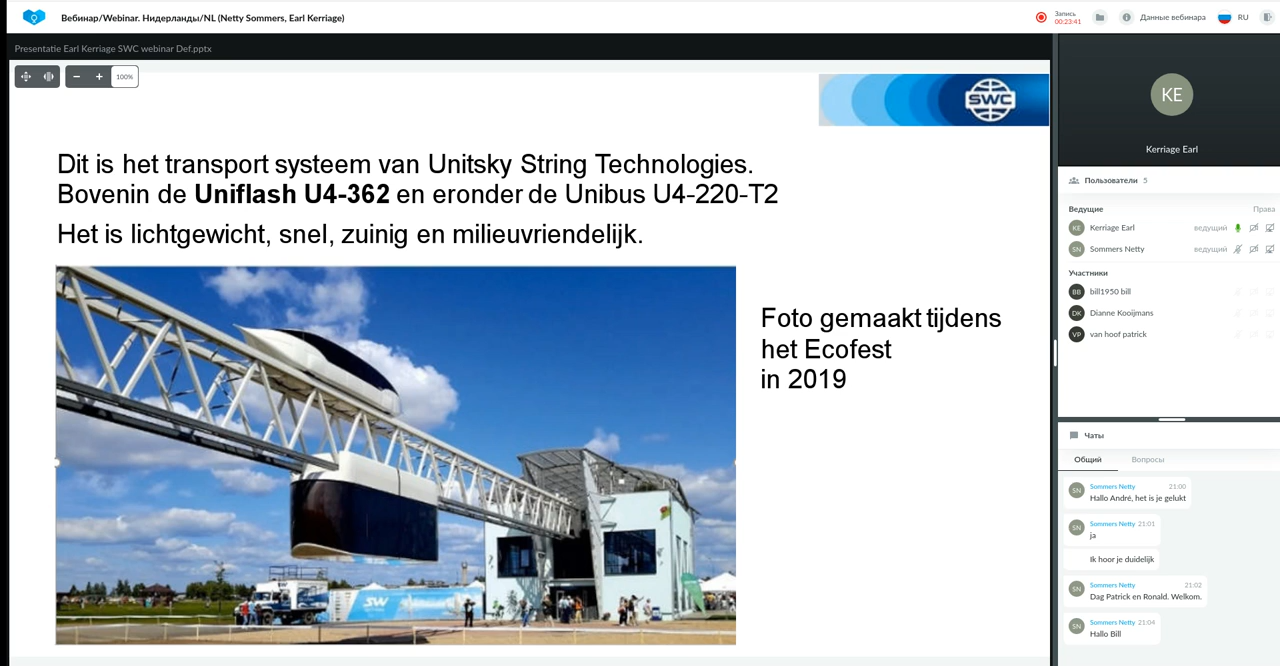 Вебинар/Webinar. Нидерланды/NL (Netty Sommers, Earl Kerriage)
Запись
00:23:41
Данные вебинара
RU
Presentatie Earl Kerriage SWC webinar Def.pptx
100%
SWC
Dit is het transport systeem van Unitsky String Technologies.
Bovenin de Uniflash U4-362 en eronder de Unibus U4-220-T2
Het is lichtgewicht, snel, zuinig en milieuvriendelijk.
Foto gemaakt tijdens
het Ecofest
in 2019
SW
KE
Kerriage Earl
Пользователи 5
Ведущие Права
KE Kerriage Earl ведущий
SN Sommers Netty ведущий
Участники
BB bill1950 bill
DK Dianne Kooijmans
VP van hoof patrick
Чаты
Общий Вопросы
SN Sommers Netty 21:00
Hallo André, het is je gelukt
SN Sommers Netty 21:01
ja
Ik hoor je duidelijk
SN Sommers Netty 21:02
Dag Patrick en Ronald. Welkom.
SN Sommers Netty 21:04
Hallo Bill